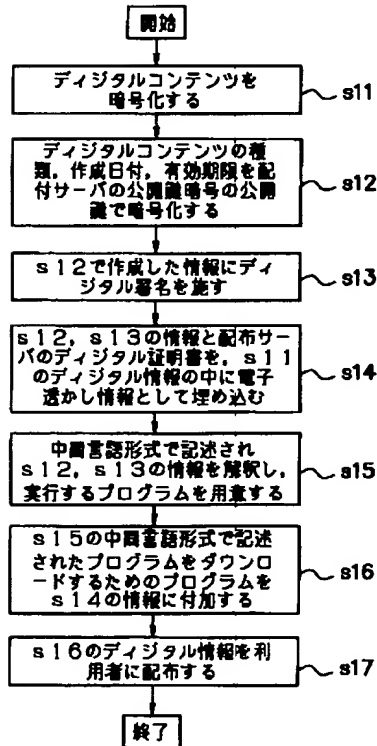 開始
ディジタルコンテンツを
暗号化する
s11
ディジタルコンテンツの種
類，作成日付，有効期限を配
付サーバの公開鍵暗号の公開
鍵で暗号化する
s12
s12で作成した情報にディ
ジタル署名を施す
s13
s12，s13の情報と配布サー
バのディジタル証明書を，s11
のディジタル情報の中に電子
透かし情報として埋め込む
s14
中間言語形式で記述され
s12，s13の情報を解釈し，
実行するプログラムを用意する
s15
s15の中間言語形式で記述
されたプログラムをダウンロ
ードするためのプログラムを
s14の情報に付加する
s16
s16のディジタル情報を利
用者に配布する
s17
終了